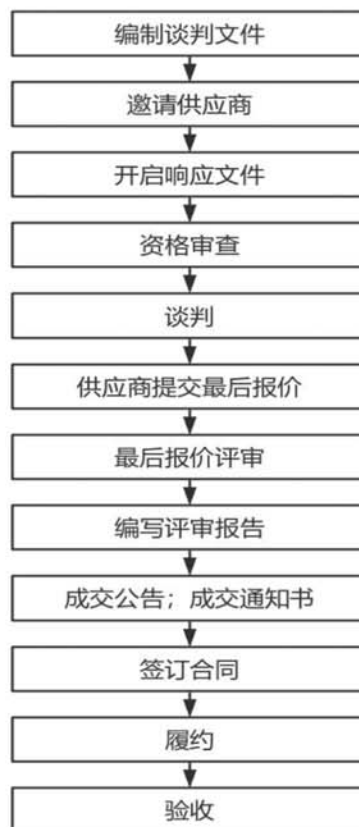 编制谈判文件
邀请供应商
开启响应文件
资格审查
谈判
供应商提交最后报价
最后报价评审
编写评审报告
成交公告；成交通知书
签订合同
履约
验收